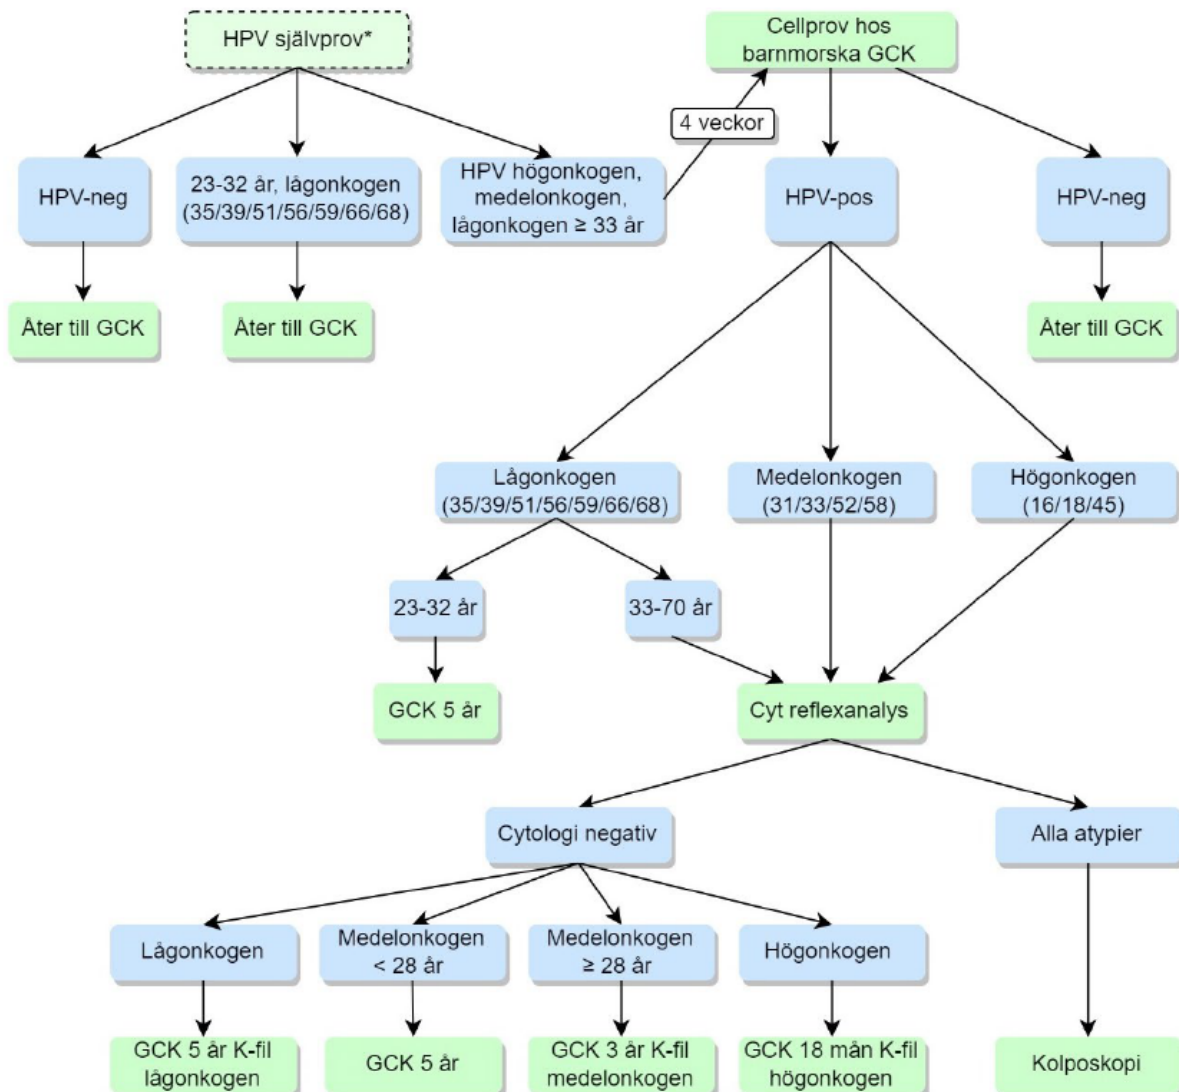 HPV självprov*
Cellprov hos
barnmorska GCK
4 veckor
HPV-neg
23-32 år, lågonkogen
(35/39/51/56/59/66/68)
HPV högonkogen,
medelonkogen,
lågonkogen ≥ 33 år
HPV-pos
HPV-neg
Åter till GCK
Åter till GCK
Åter till GCK
Lågonkogen
(35/39/51/56/59/66/68)
Medelonkogen
(31/33/52/58)
Högonkogen
(16/18/45)
23-32 år
33-70 år
GCK 5 år
Cyt reflexanalys
Cytologi negativ
Alla atypier
Lågonkogen
Medelonkogen
< 28 år
Medelonkogen
≥ 28 år
Högonkogen
GCK 5 år K-fil
lågonkogen
GCK 5 år
GCK 3 år K-fil
medelonkogen
GCK 18 mån K-fil
högonkogen
Kolposkopi